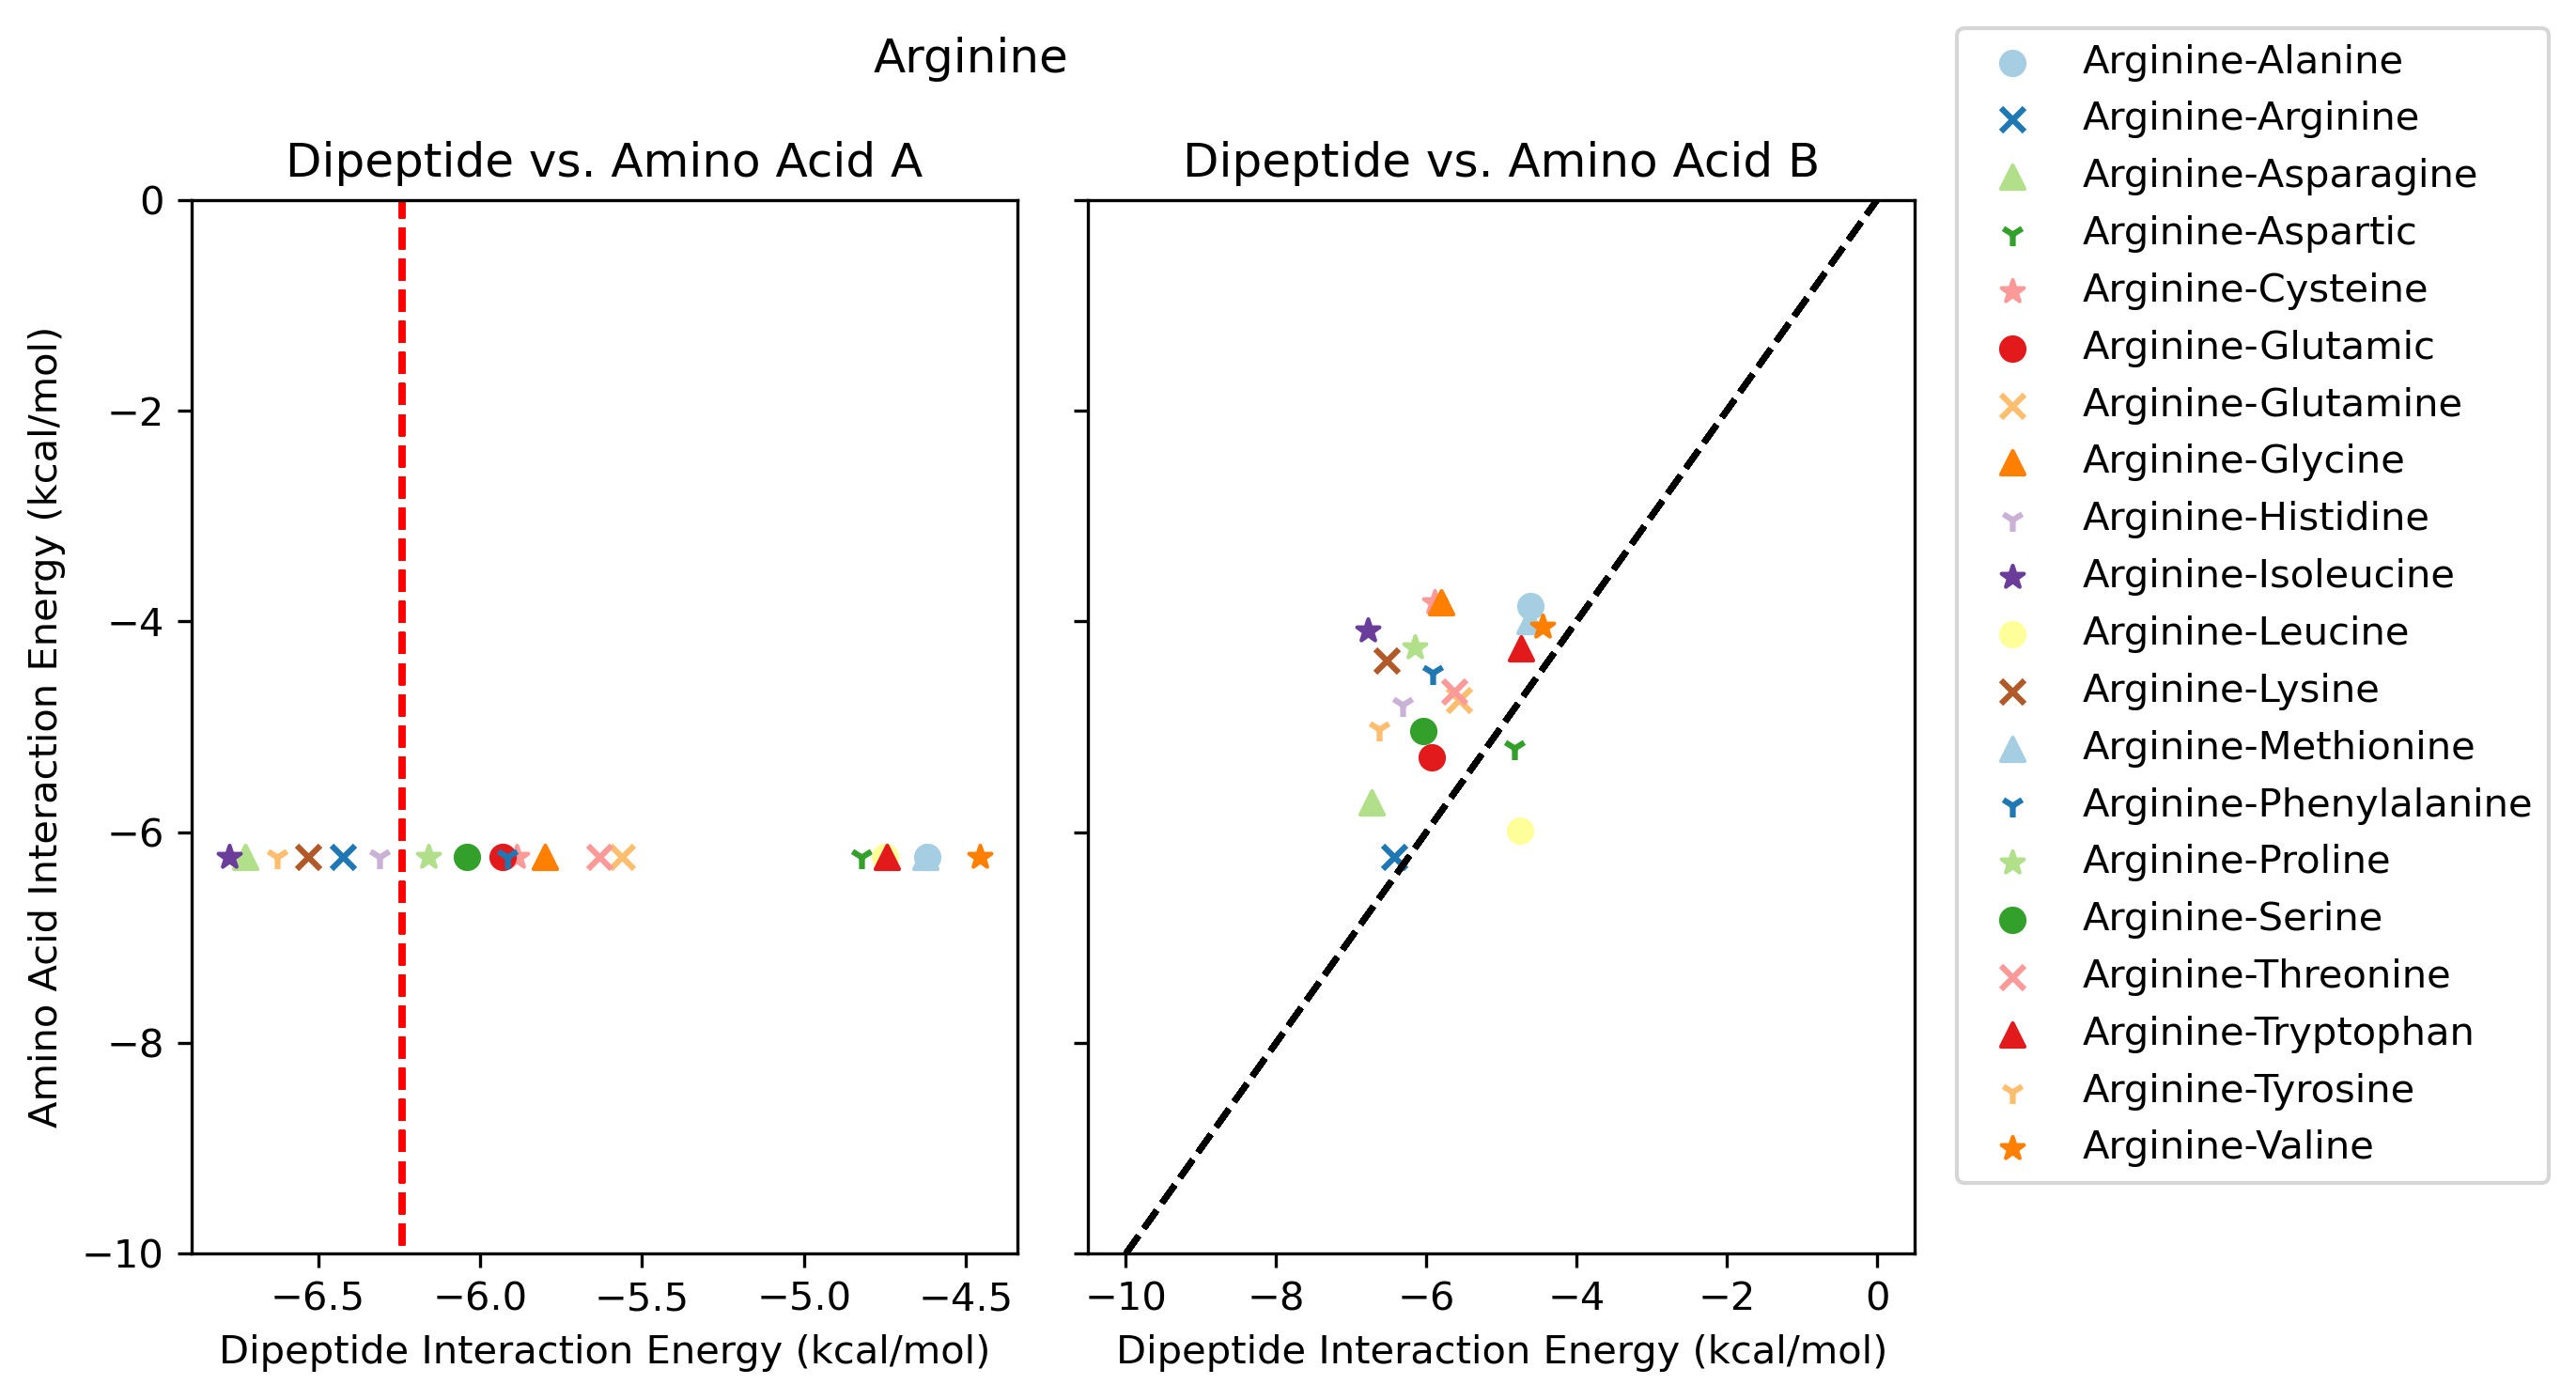 Arginine
Dipeptide vs. Amino Acid A
Dipeptide vs. Amino Acid B
Amino Acid Interaction Energy (kcal/mol)
0
−2
−4
−6
−8
−10
−6.5 −6.0 −5.5 −5.0 −4.5
−10 −8 −6 −4 −2 0
Dipeptide Interaction Energy (kcal/mol)
Dipeptide Interaction Energy (kcal/mol)
Arginine-Alanine
Arginine-Arginine
Arginine-Asparagine
Arginine-Aspartic
Arginine-Cysteine
Arginine-Glutamic
Arginine-Glutamine
Arginine-Glycine
Arginine-Histidine
Arginine-Isoleucine
Arginine-Leucine
Arginine-Lysine
Arginine-Methionine
Arginine-Phenylalanine
Arginine-Proline
Arginine-Serine
Arginine-Threonine
Arginine-Tryptophan
Arginine-Tyrosine
Arginine-Valine